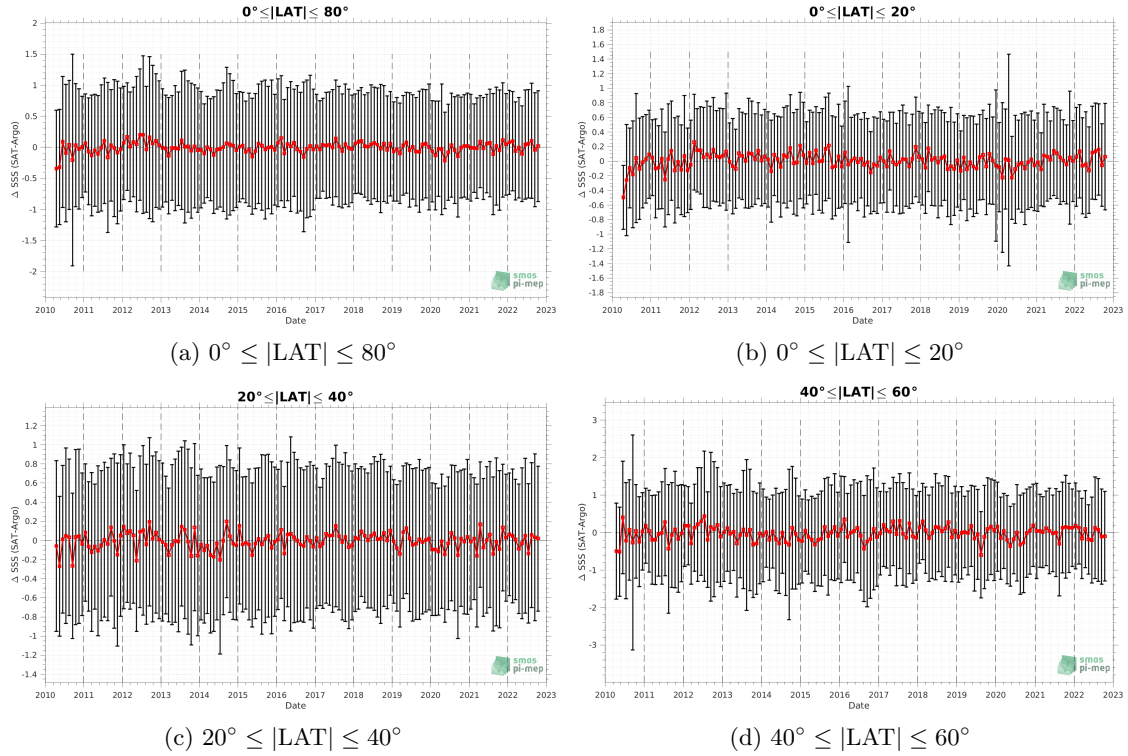 0°≤|LAT|≤ 80°
2
1.5
1
0.5
0
-0.5
-1
-1.5
-2
Δ SSS (SAT-Argo)
2010 2011 2012 2013 2014 2015 2016 2017 2018 2019 2020 2021 2022 2023
Date
smos
pi-mep
(a) 0° ≤ |LAT| ≤ 80°
0°≤|LAT|≤ 20°
1.8
1.6
1.4
1.2
1
0.8
0.6
0.4
0.2
0
-0.2
-0.4
-0.6
-0.8
-1
-1.2
-1.4
-1.6
-1.8
Δ SSS (SAT-Argo)
2010 2011 2012 2013 2014 2015 2016 2017 2018 2019 2020 2021 2022 2023
Date
smos
pi-mep
(b) 0° ≤ |LAT| ≤ 20°
20°≤|LAT|≤ 40°
1.2
1
0.8
0.6
0.4
0.2
0
-0.2
-0.4
-0.6
-0.8
-1
-1.2
-1.4
Δ SSS (SAT-Argo)
2010 2011 2012 2013 2014 2015 2016 2017 2018 2019 2020 2021 2022 2023
Date
smos
pi-mep
(c) 20° ≤ |LAT| ≤ 40°
40°≤|LAT|≤ 60°
3
2
1
0
-1
-2
-3
Δ SSS (SAT-Argo)
2010 2011 2012 2013 2014 2015 2016 2017 2018 2019 2020 2021 2022 2023
Date
smos
pi-mep
(d) 40° ≤ |LAT| ≤ 60°